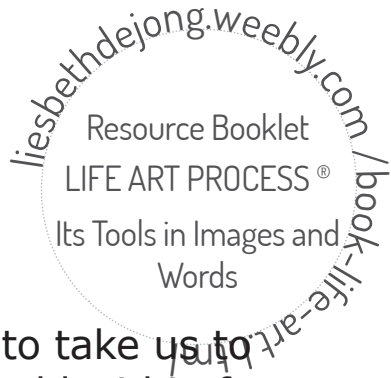 liesbethdejong.weebly.com /book-life-art.html
Resource Booklet
LIFE ART PROCESS ®
Its Tools in Images and
Words
to take us to